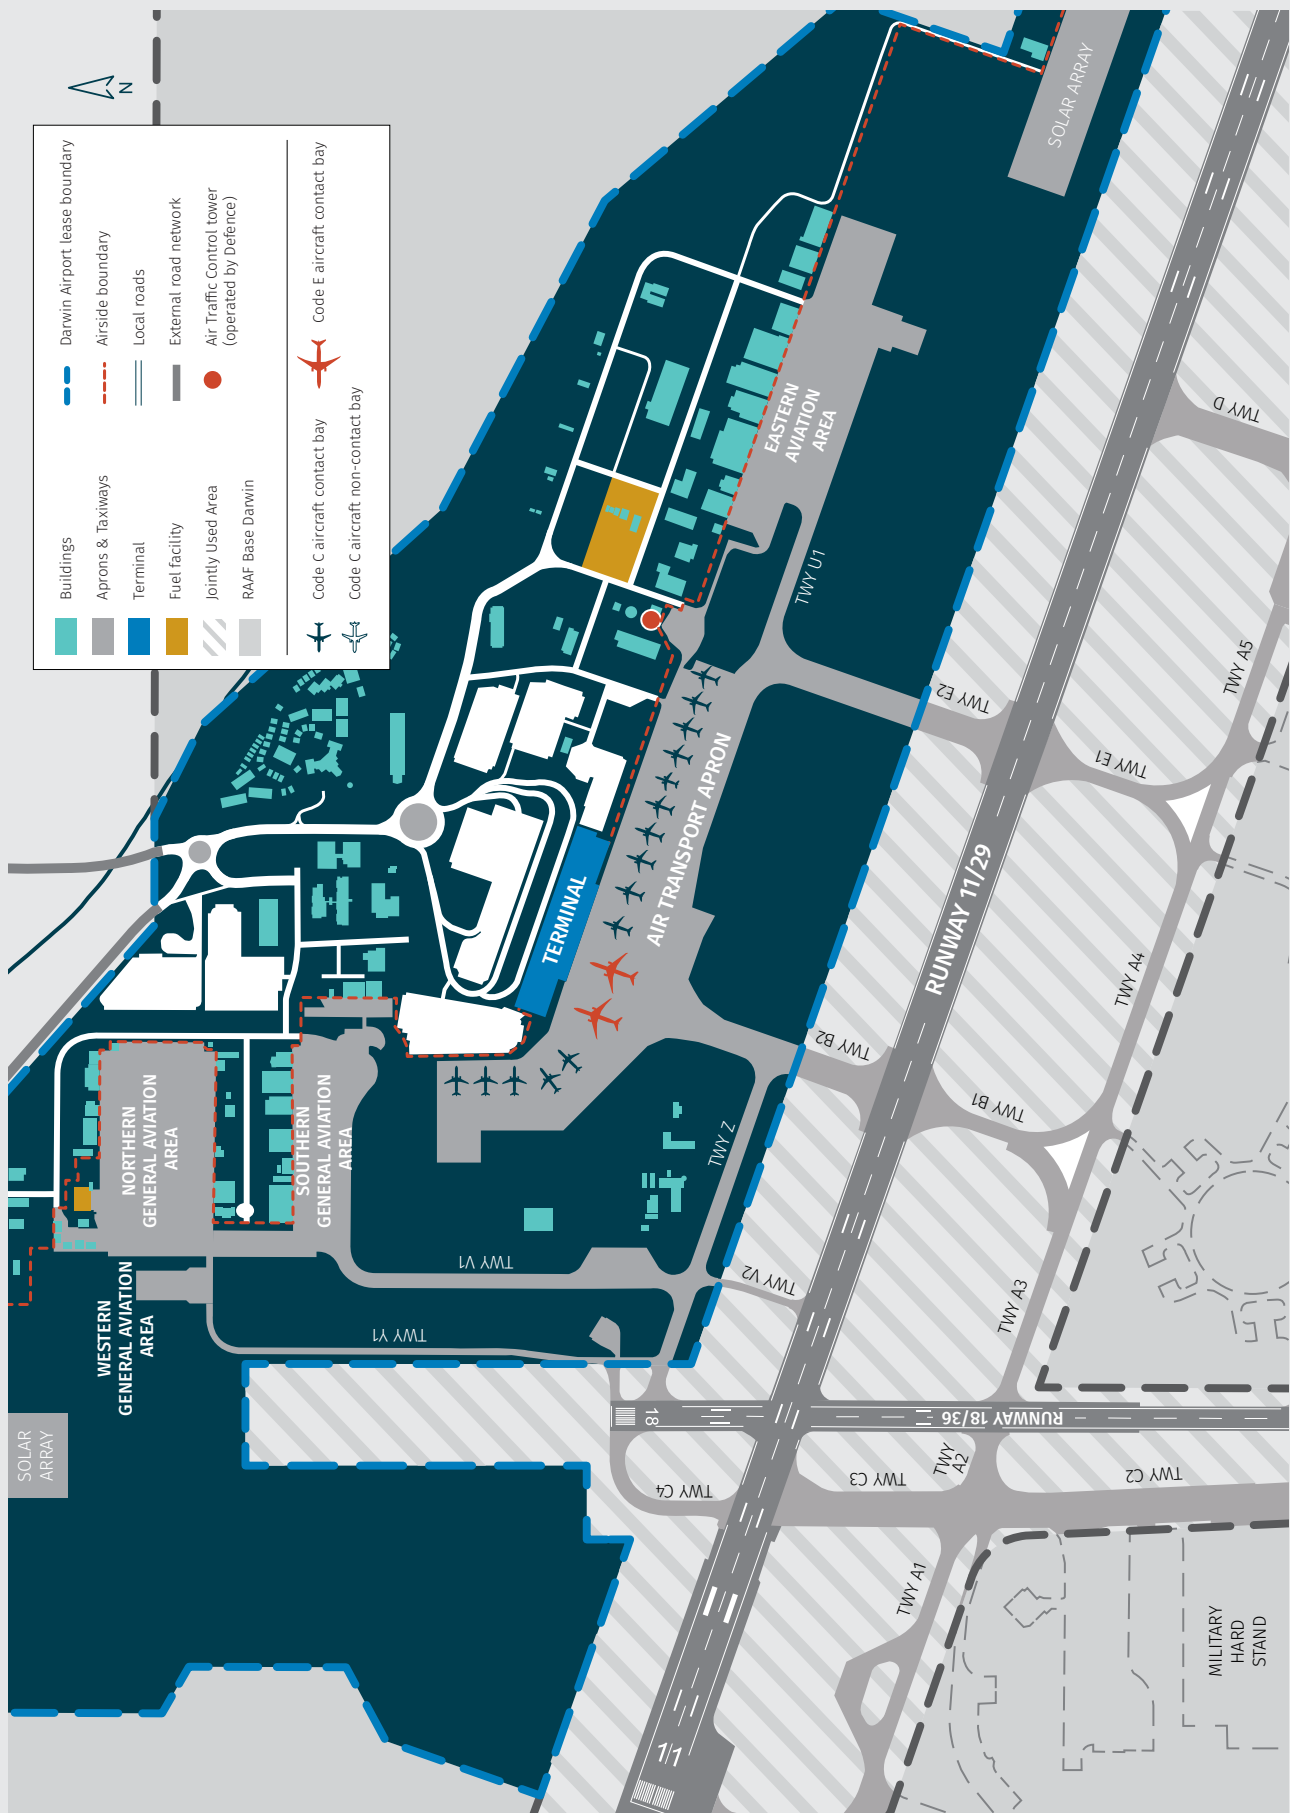 N
Buildings
Aprons & Taxiways
Terminal
Fuel facility
Jointly Used Area
RAAF Base Darwin
Darwin Airport lease boundary
Airside boundary
Local roads
External road network
Air Traffic Control tower
(operated by Defence)
Code C aircraft contact bay
Code C aircraft non-contact bay
Code E aircraft contact bay
SOLAR ARRAY
EASTERN
AVIATION
AREA
TWY D
TWY U1
TWY E2
TWY E1
TWY A5
AIR TRANSPORT APRON
TERMINAL
RUNWAY 11/29
TWY A4
TWY B2
TWY B1
TWY Z
NORTHERN
GENERAL AVIATION
AREA
SOUTHERN
GENERAL AVIATION
AREA
WESTERN
GENERAL AVIATION
AREA
TWY V1
TWY V2
TWY Y1
TWY A3
SOLAR
ARRAY
18
RUNWAY 18/36
TWY C4
TWY C3
TWY
A2
TWY C2
TWY A1
MILITARY
HARD
STAND
11